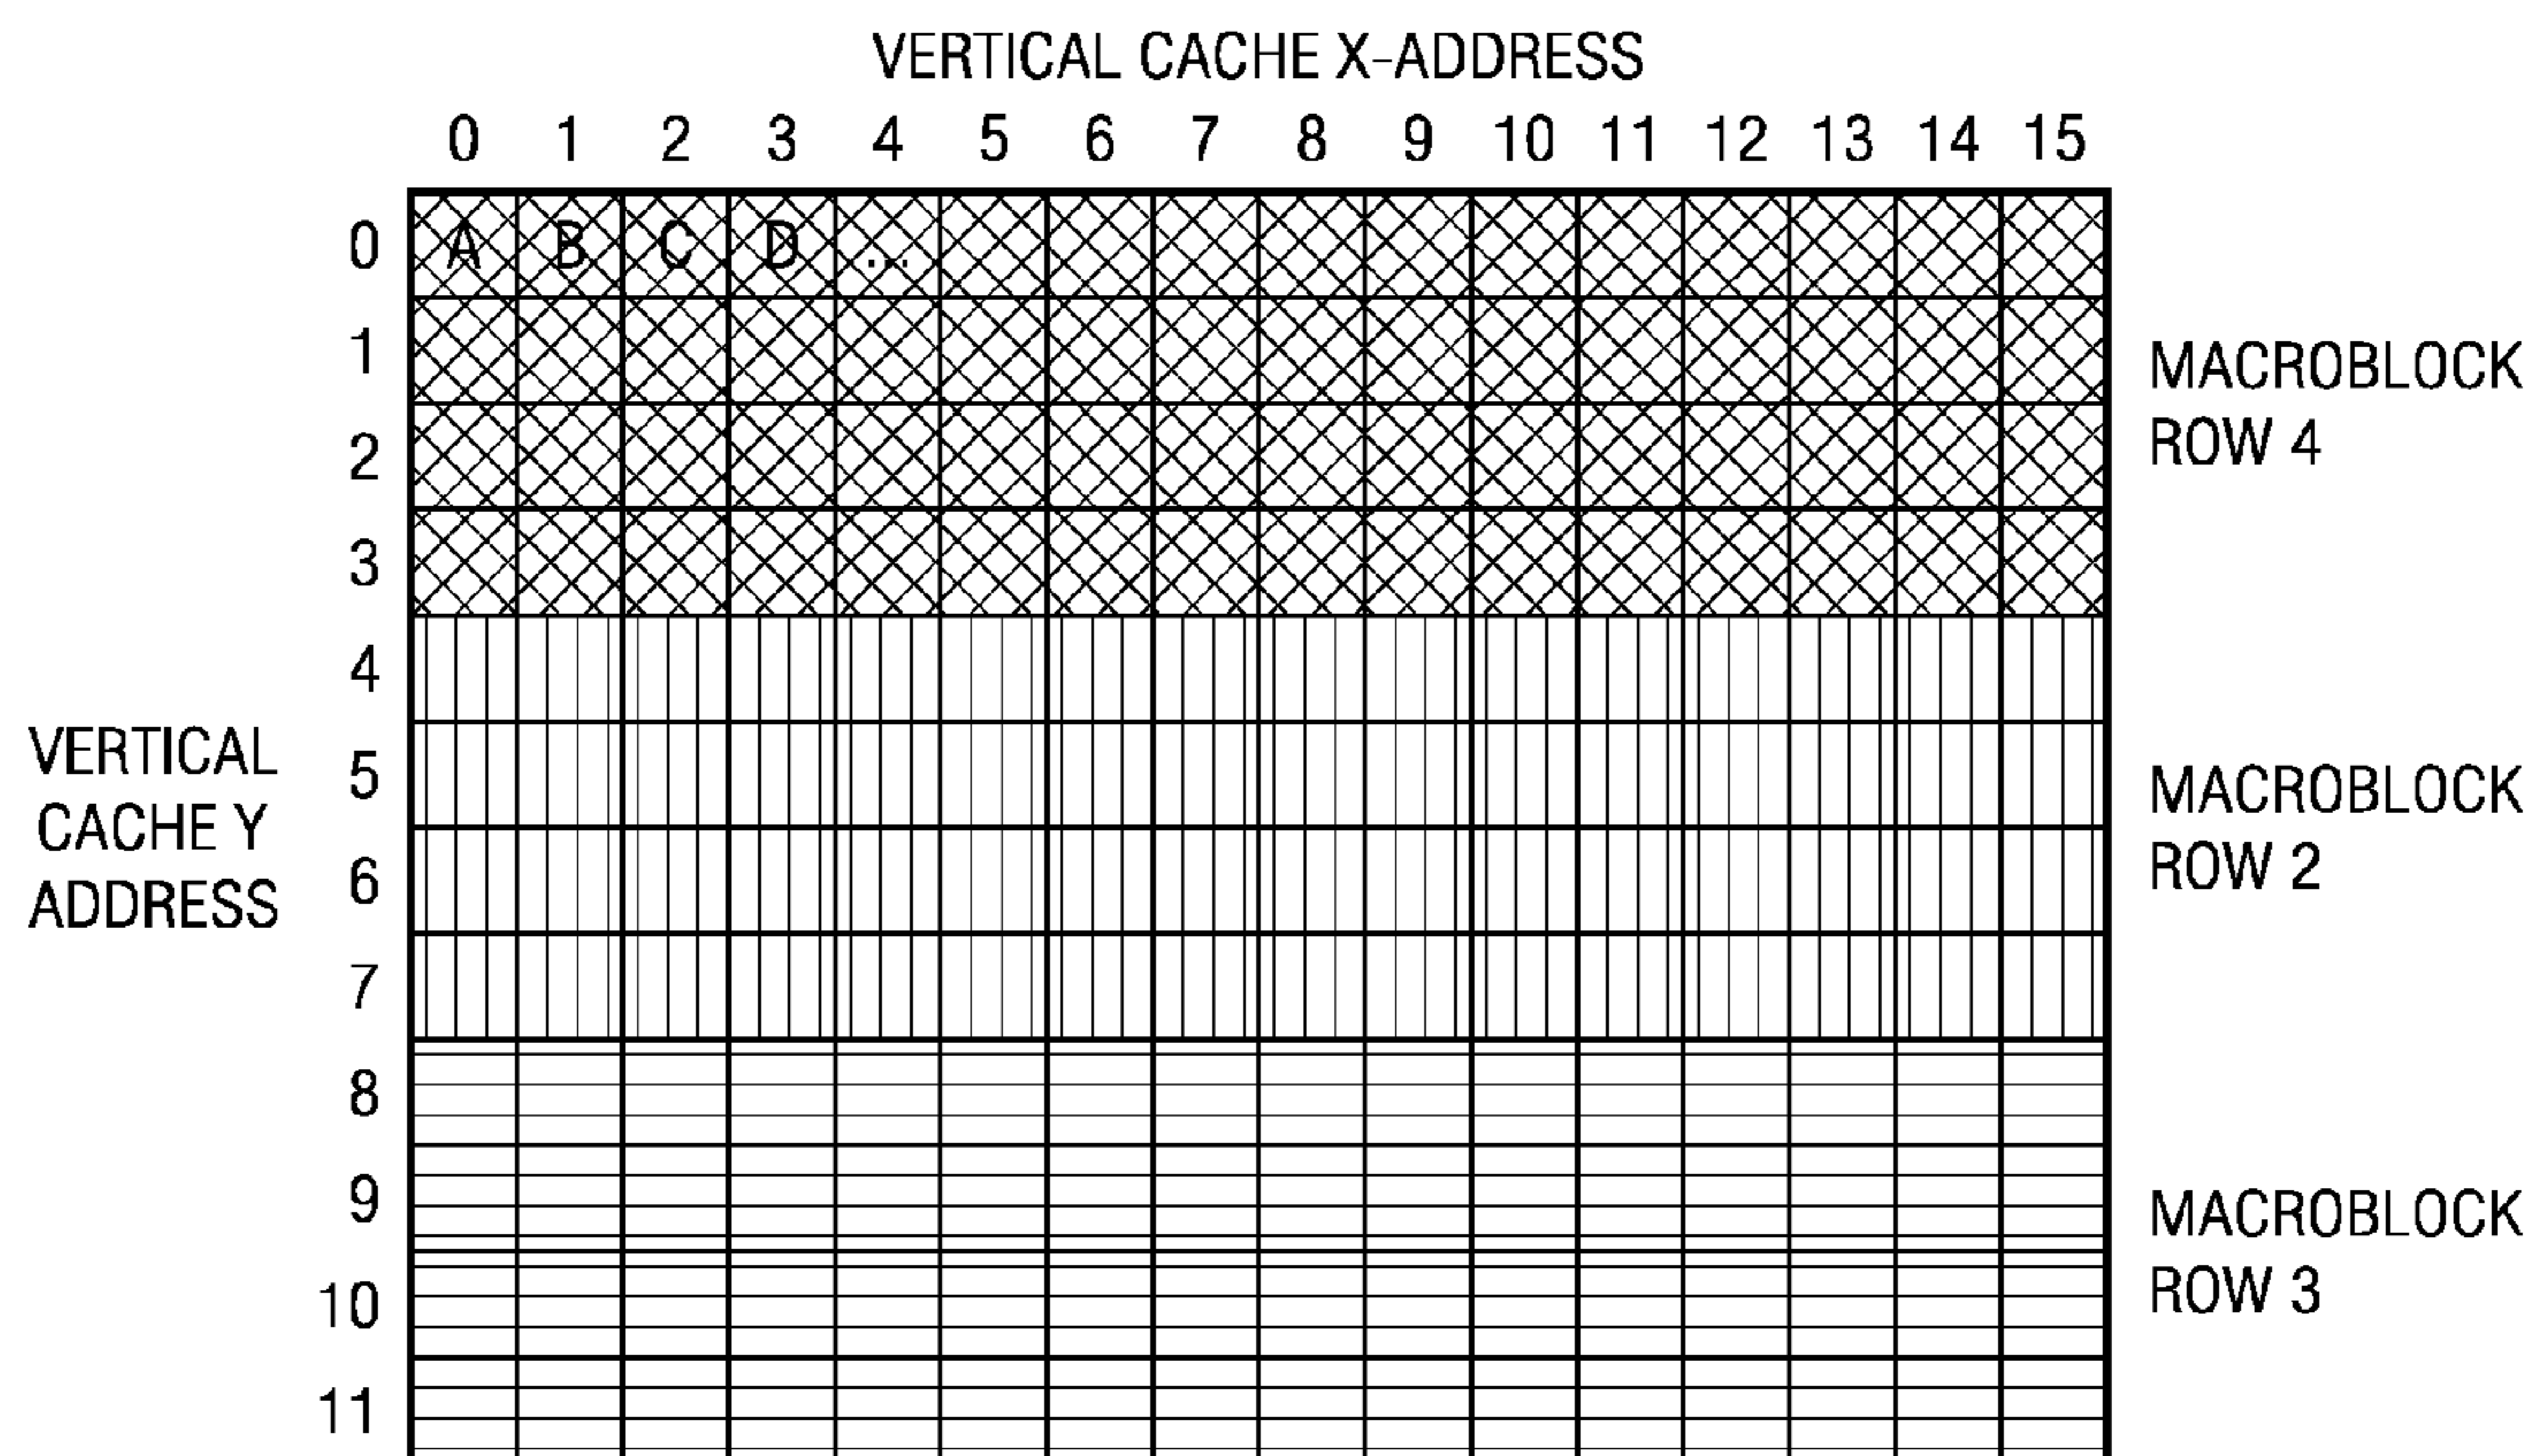 VERTICAL CACHE X-ADDRESS
0 1 2 3 4 5 6 7 8 9 10 11 12 13 14 15
0 A B C D ...
1
MACROBLOCK
ROW 4
2
3
4
VERTICAL
CACHE Y
ADDRESS
5
MACROBLOCK
ROW 2
6
7
8
9
MACROBLOCK
ROW 3
10
11